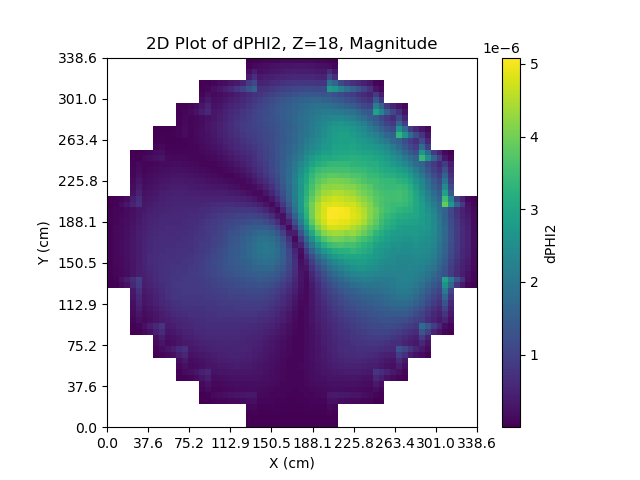 2D Plot of dPHI2, Z=18, Magnitude
1e−6
338.6
301.0
263.4
225.8
188.1
150.5
112.9
75.2
37.6
0.0
Y (cm)
0.0 37.6 75.2 112.9 150.5 188.1 225.8 263.4 301.0 338.6
X (cm)
5
4
3
2
1
dPHI2